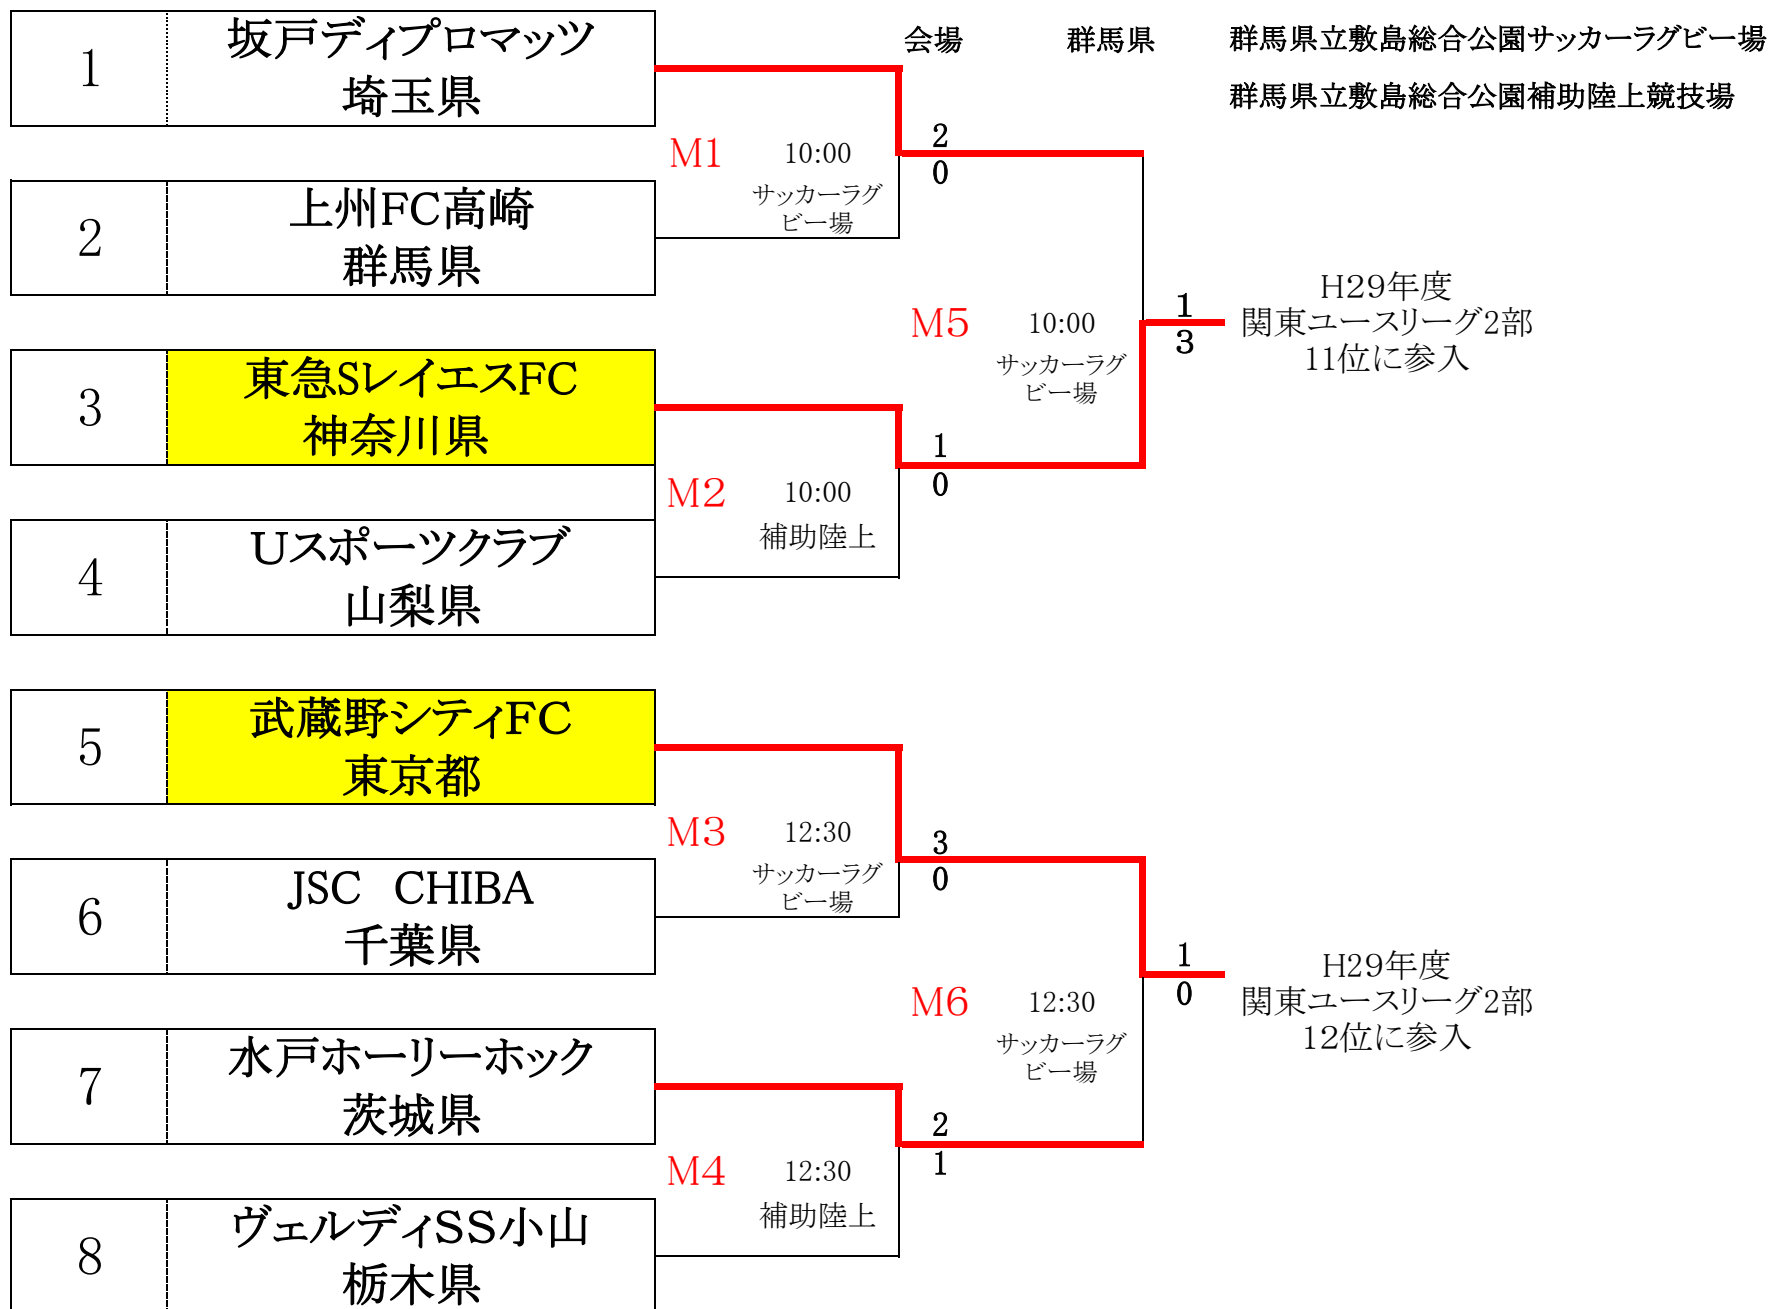 会場 群馬県 群馬県立敷島総合公園サッカーラグビー場
群馬県立敷島総合公園補助陸上競技場
1
坂戸ディプロマッツ
埼玉県
M1 10:00
サッカーラグ
ビー場
2
0
2
上州FC高崎
群馬県
M5 10:00
サッカーラグ
ビー場
1
3
H29年度
関東ユースリーグ2部
11位に参入
3
東急SレイエスFC
神奈川県
M2 10:00
補助陸上
1
0
4
Uスポーツクラブ
山梨県
5
武蔵野シティFC
東京都
M3 12:30
サッカーラグ
ビー場
3
0
6
JSC CHIBA
千葉県
M6 12:30
サッカーラグ
ビー場
1
0
H29年度
関東ユースリーグ2部
12位に参入
7
水戸ホーリーホック
茨城県
M4 12:30
補助陸上
2
1
8
ヴェルディSS小山
栃木県